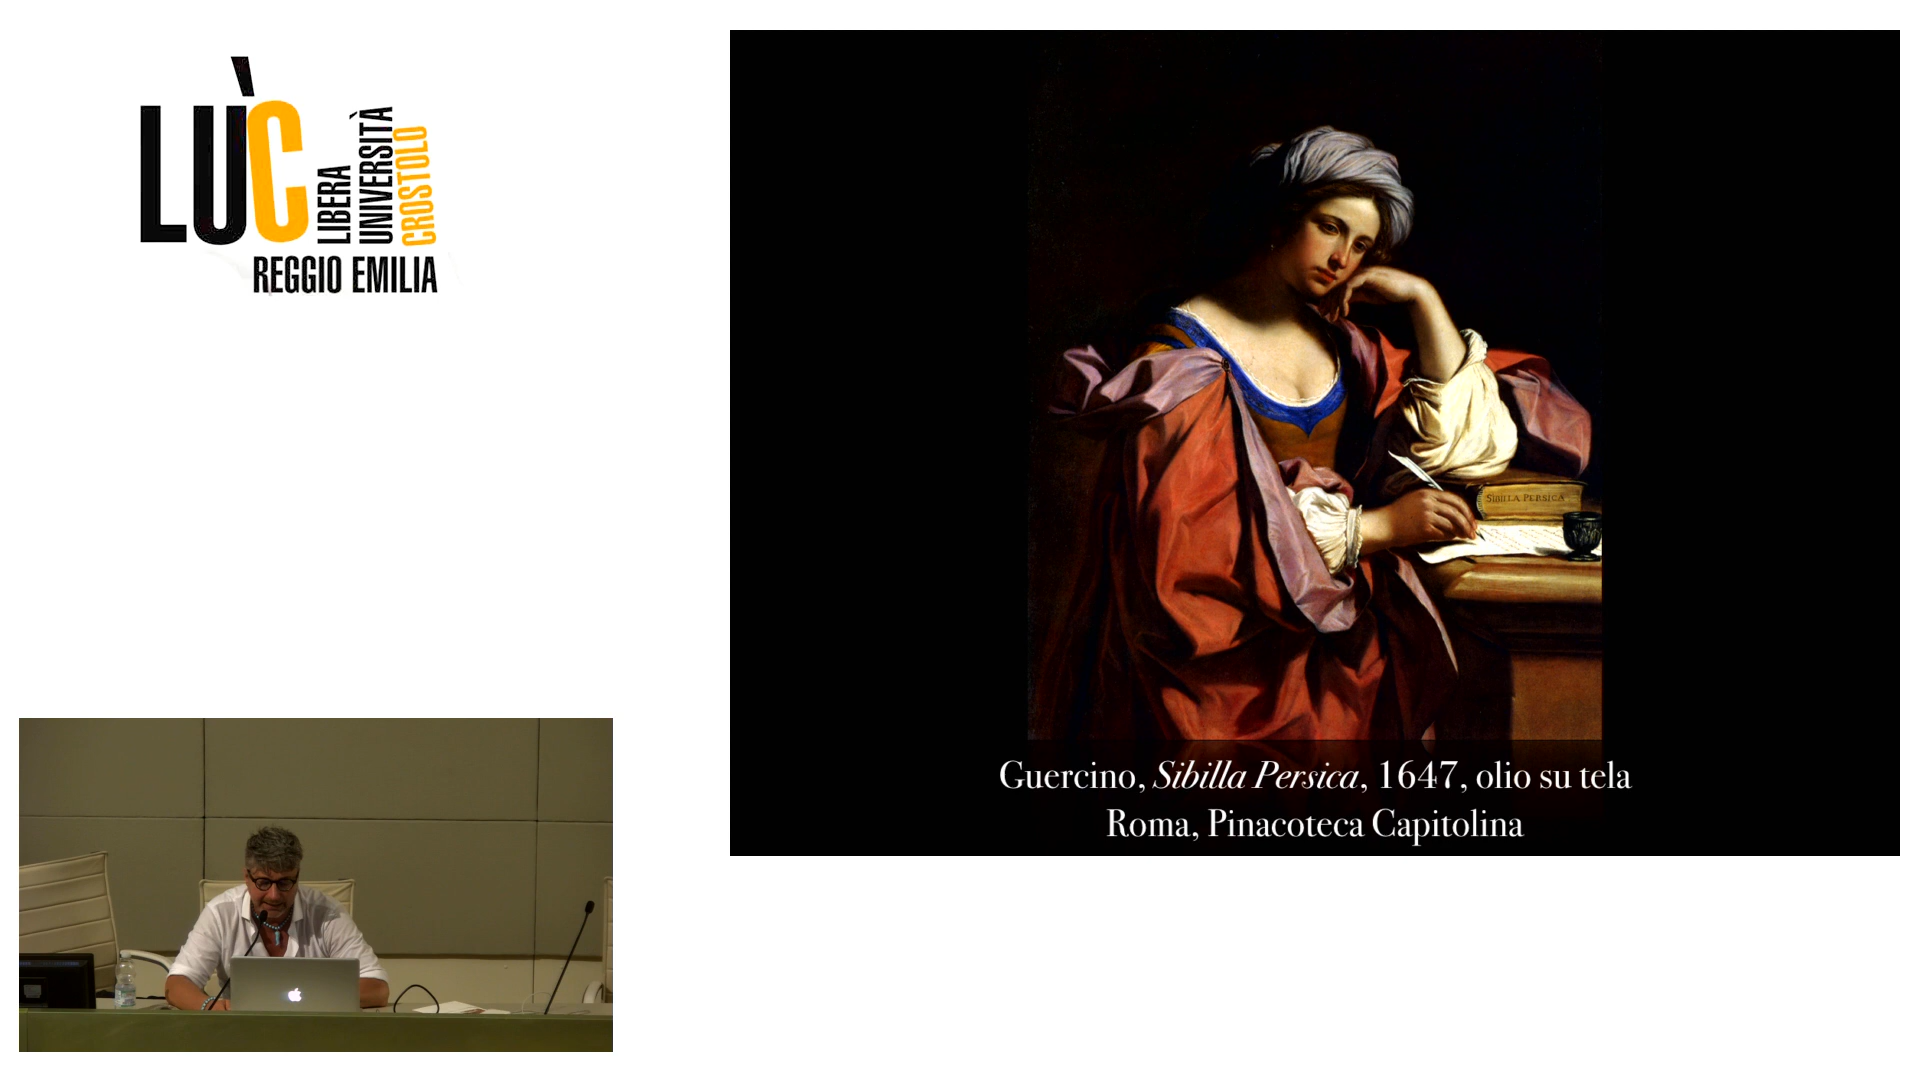 LÙC
LIBERA
UNIVERSITÀ
CROSTOLO
REGGIO EMILIA
SIBILLA PERSICA
Guercino, Sibilla Persica, 1647, olio su tela
Roma, Pinacoteca Capitolina